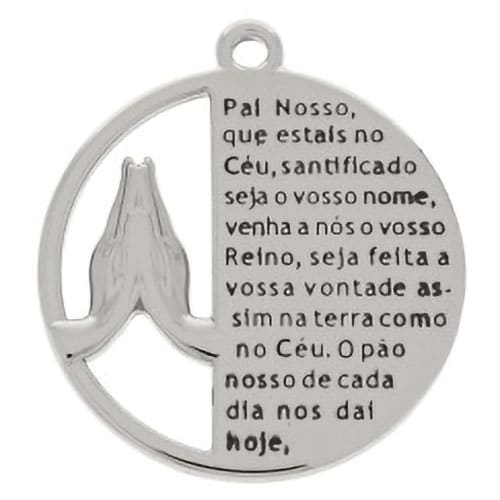 Pai Nosso,
que estais no
Céu, santificado
seja o vosso nome,
venha a nós o vosso
Reino, seja feita a
vossa vontade as-
sim na terra como
no Céu. O pão
nosso de cada
dia nos dai
hoje,